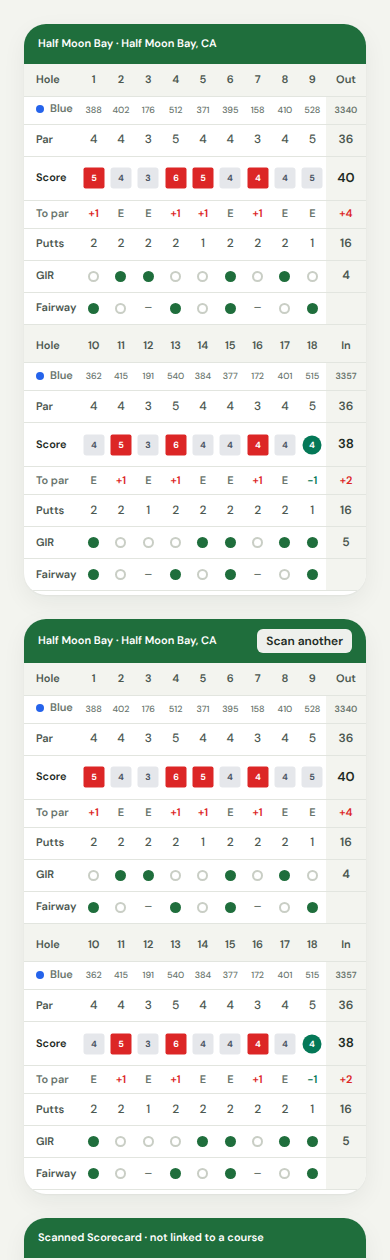 Half Moon Bay · Half Moon Bay, CA
Hole 1 2 3 4 5 6 7 8 9 Out
Blue 388 402 176 512 371 395 158 410 528 3340
Par 4 4 3 5 4 4 3 4 5 36
Score 5 4 3 6 5 4 4 4 5 40
To par +1 E E +1 +1 E +1 E E +4
Putts 2 2 2 2 1 2 2 2 1 16
GIR 4
Fairway – –
Hole 10 11 12 13 14 15 16 17 18 In
Blue 362 415 191 540 384 377 172 401 515 3357
Par 4 4 3 5 4 4 3 4 5 36
Score 4 5 3 6 4 4 4 4 4 38
To par E +1 E +1 E E +1 E −1 +2
Putts 2 2 1 2 2 2 2 2 1 16
GIR 5
Fairway – –
Half Moon Bay · Half Moon Bay, CA Scan another
Hole 1 2 3 4 5 6 7 8 9 Out
Blue 388 402 176 512 371 395 158 410 528 3340
Par 4 4 3 5 4 4 3 4 5 36
Score 5 4 3 6 5 4 4 4 5 40
To par +1 E E +1 +1 E +1 E E +4
Putts 2 2 2 2 1 2 2 2 1 16
GIR 4
Fairway – –
Hole 10 11 12 13 14 15 16 17 18 In
Blue 362 415 191 540 384 377 172 401 515 3357
Par 4 4 3 5 4 4 3 4 5 36
Score 4 5 3 6 4 4 4 4 4 38
To par E +1 E +1 E E +1 E −1 +2
Putts 2 2 1 2 2 2 2 2 1 16
GIR 5
Fairway – –
Scanned Scorecard · not linked to a course